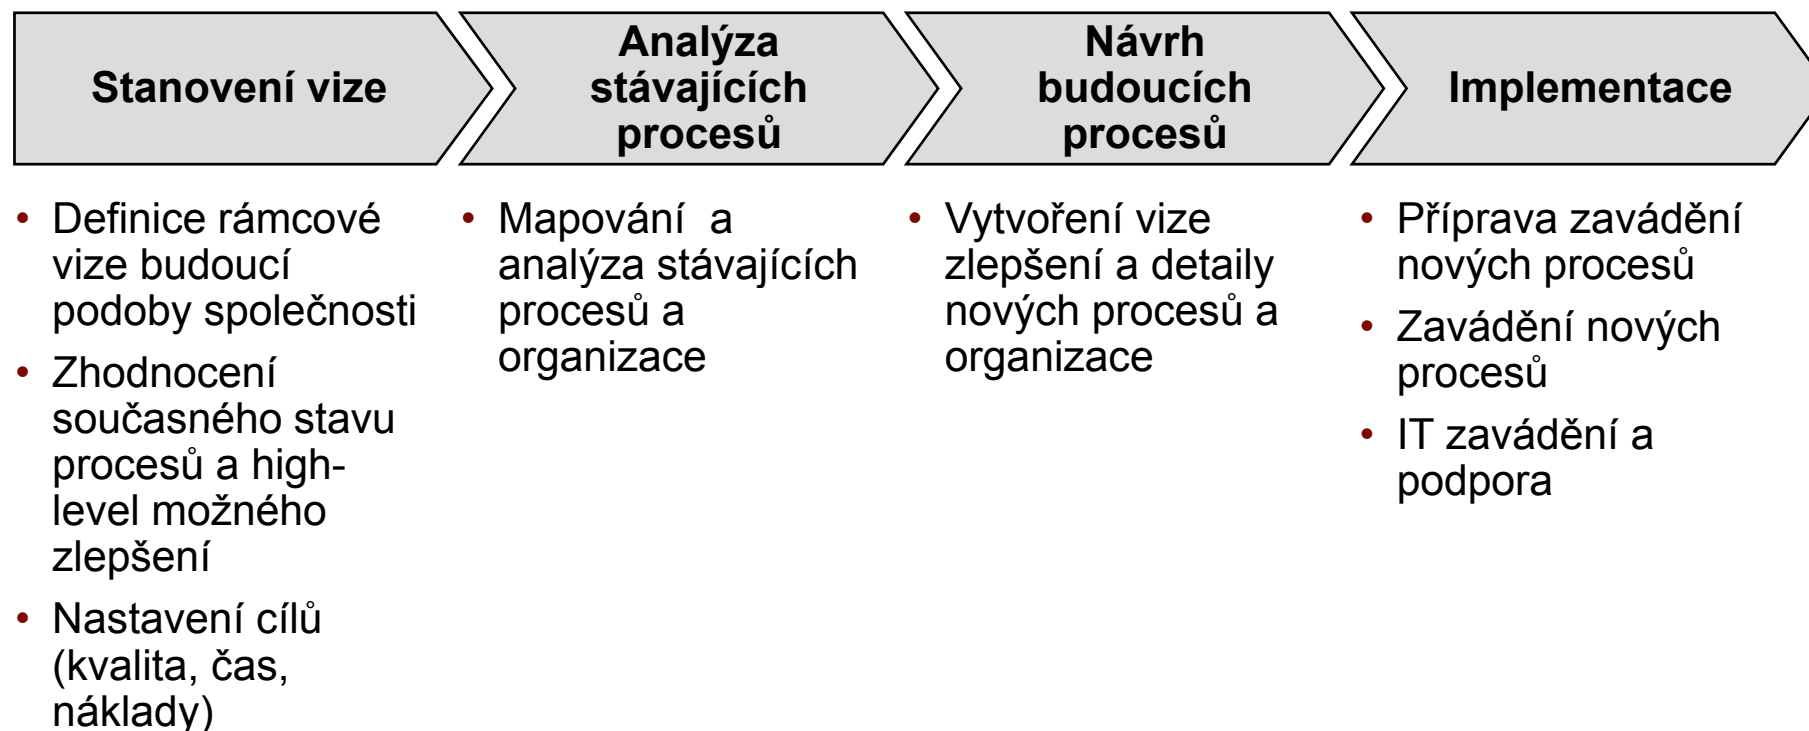 Stanovení vize
Analýza
stávajících
procesů
Návrh
budoucích
procesů
Implementace
• Definice rámcové
vize budoucí
podoby společnosti
• Zhodnocení
současného stavu
procesů a high-
level možného
zlepšení
• Nastavení cílů
(kvalita, čas,
náklady)
• Mapování  a
analýza stávajících
procesů a
organizace
• Vytvoření vize
zlepšení a detaily
nových procesů a
organizace
• Příprava zavádění
nových procesů
• Zavádění nových
procesů
• IT zavádění a
podpora